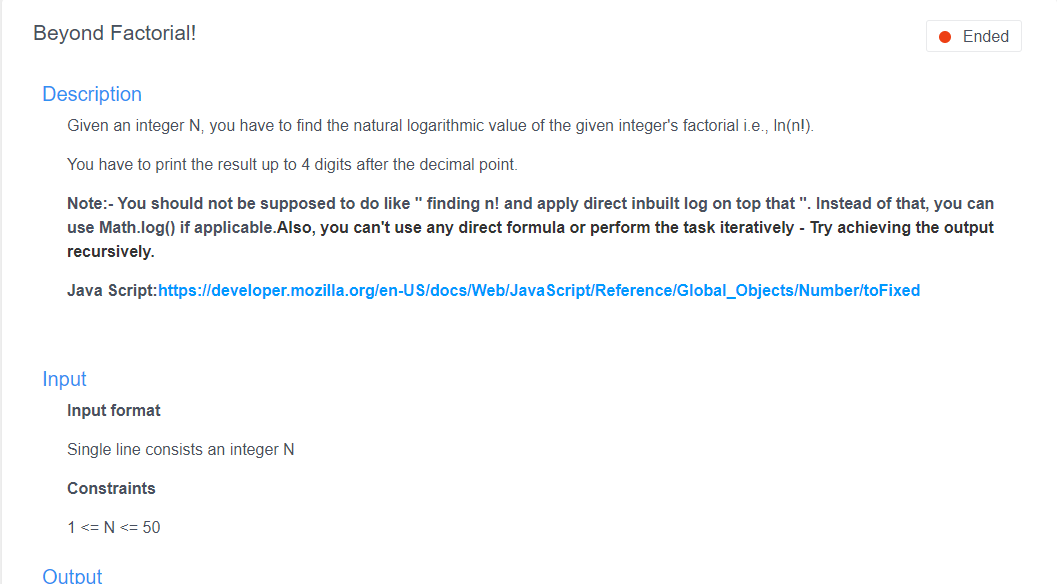 Beyond Factorial!
Ended
Description
Given an integer N, you have to find the natural logarithmic value of the given integer's factorial i.e., ln(n!).
You have to print the result up to 4 digits after the decimal point.
Note:- You should not be supposed to do like " finding n! and apply direct inbuilt log on top that ". Instead of that, you can
use Math.log() if applicable.Also, you can't use any direct formula or perform the task iteratively - Try achieving the output
recursively.
Java Script:https://developer.mozilla.org/en-US/docs/Web/JavaScript/Reference/Global_Objects/Number/toFixed
Input
Input format
Single line consists an integer N
Constraints
1 <= N <= 50
Output